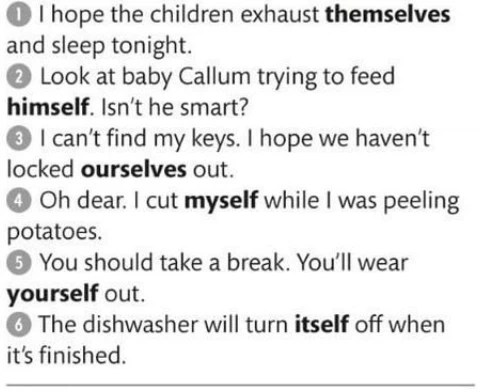 1 I hope the children exhaust themselves
and sleep tonight.
2 Look at baby Callum trying to feed
himself. Isn't he smart?
3 I can't find my keys. I hope we haven't
locked ourselves out.
4 Oh dear. I cut myself while I was peeling
potatoes.
5 You should take a break. You'll wear
yourself out.
6 The dishwasher will turn itself off when
it's finished.